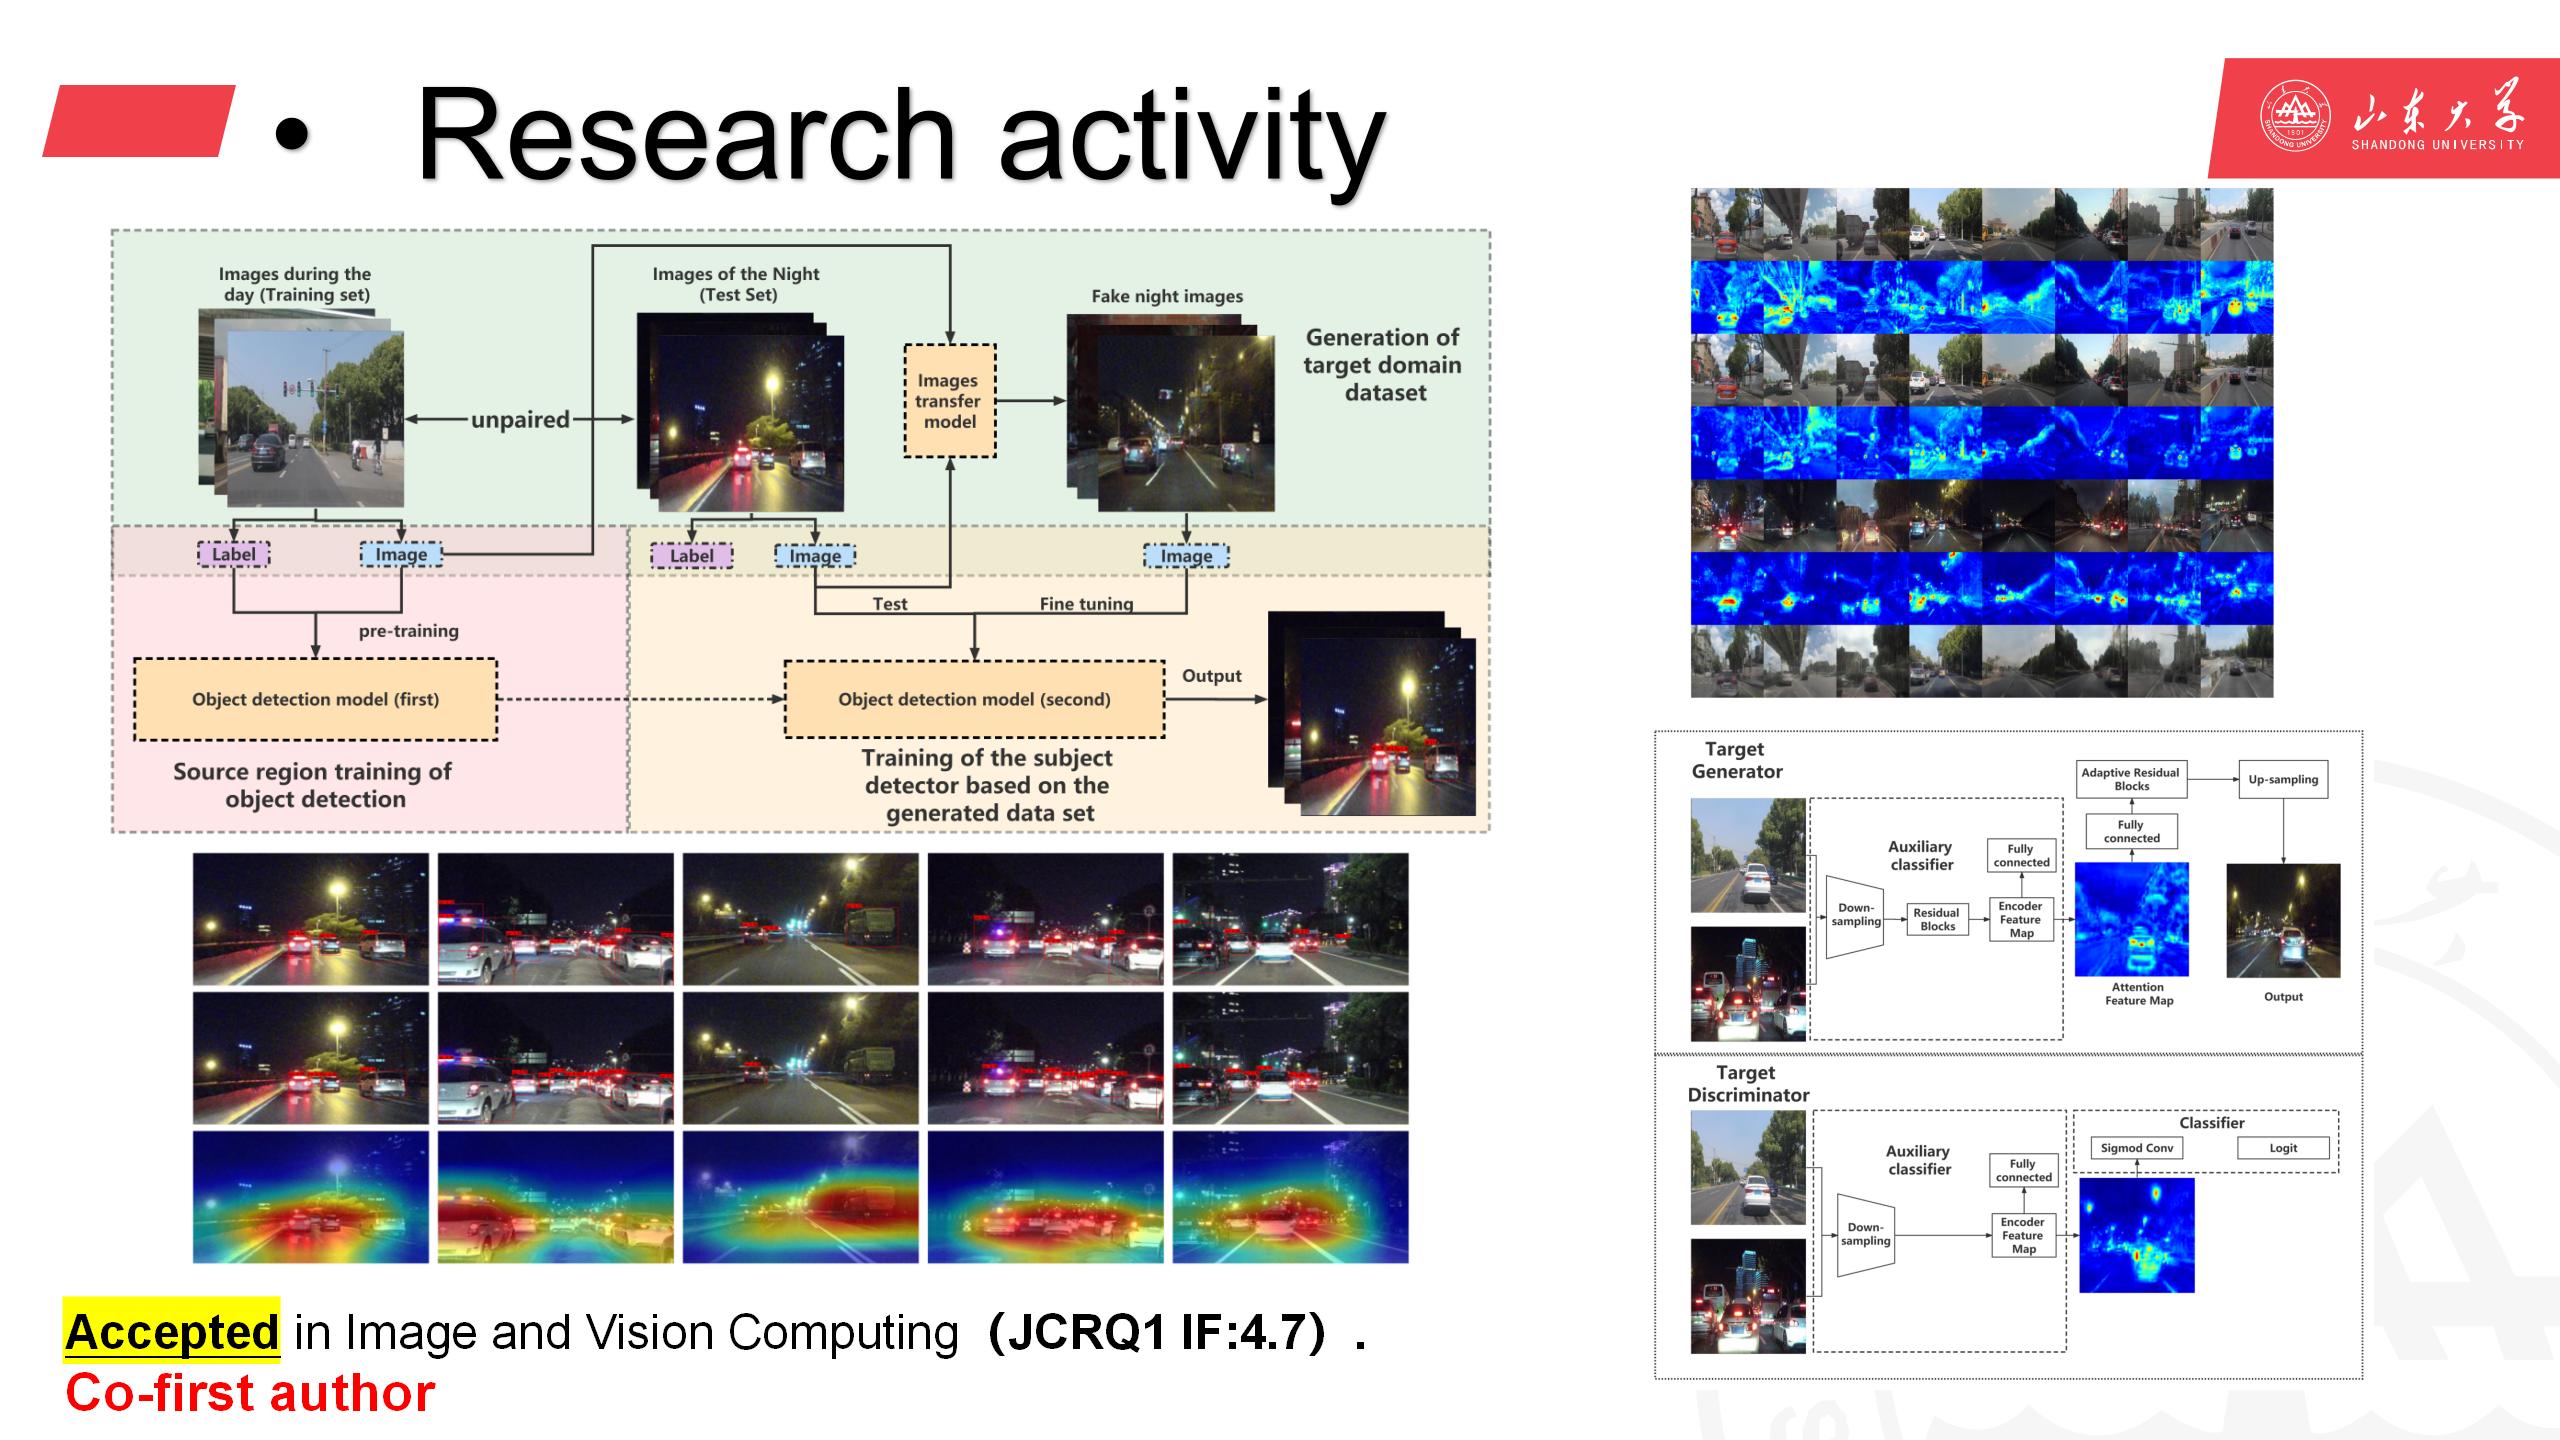 • Research activity
山东大学
SHANDONG UNIVERSITY
SHANDONG UNIVERSITY
1901
Images during the
day (Training set)
Images of the Night
(Test Set)
Fake night images
Generation of
target domain
dataset
Images
transfer
model
unpaired
Label
Image
Label
Image
Image
Test
Fine tuning
pre-training
Object detection model (first)
Object detection model (second)
Output
Source region training of
object detection
Training of the subject
detector based on the
generated data set
Target
Generator
Auxiliary
classifier
Down-
sampling
Residual
Blocks
Encoder
Feature
Map
Fully
connected
Adaptive Residual
Blocks
Up-sampling
Fully
connected
Attention
Feature Map
Output
Target
Discriminator
Auxiliary
classifier
Down-
sampling
Encoder
Feature
Map
Fully
connected
Classifier
Sigmod Conv
Logit
Accepted in Image and Vision Computing（JCRQ1 IF:4.7）.
Co-first author